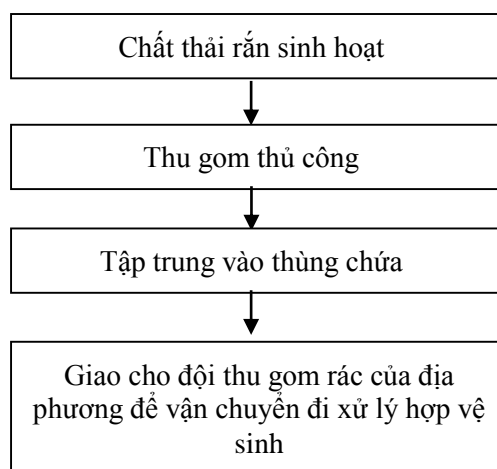 Chất thải rắn sinh hoạt
Thu gom thủ công
Tập trung vào thùng chứa
Giao cho đội thu gom rác của địa
phương để vận chuyển đi xử lý hợp vệ
sinh